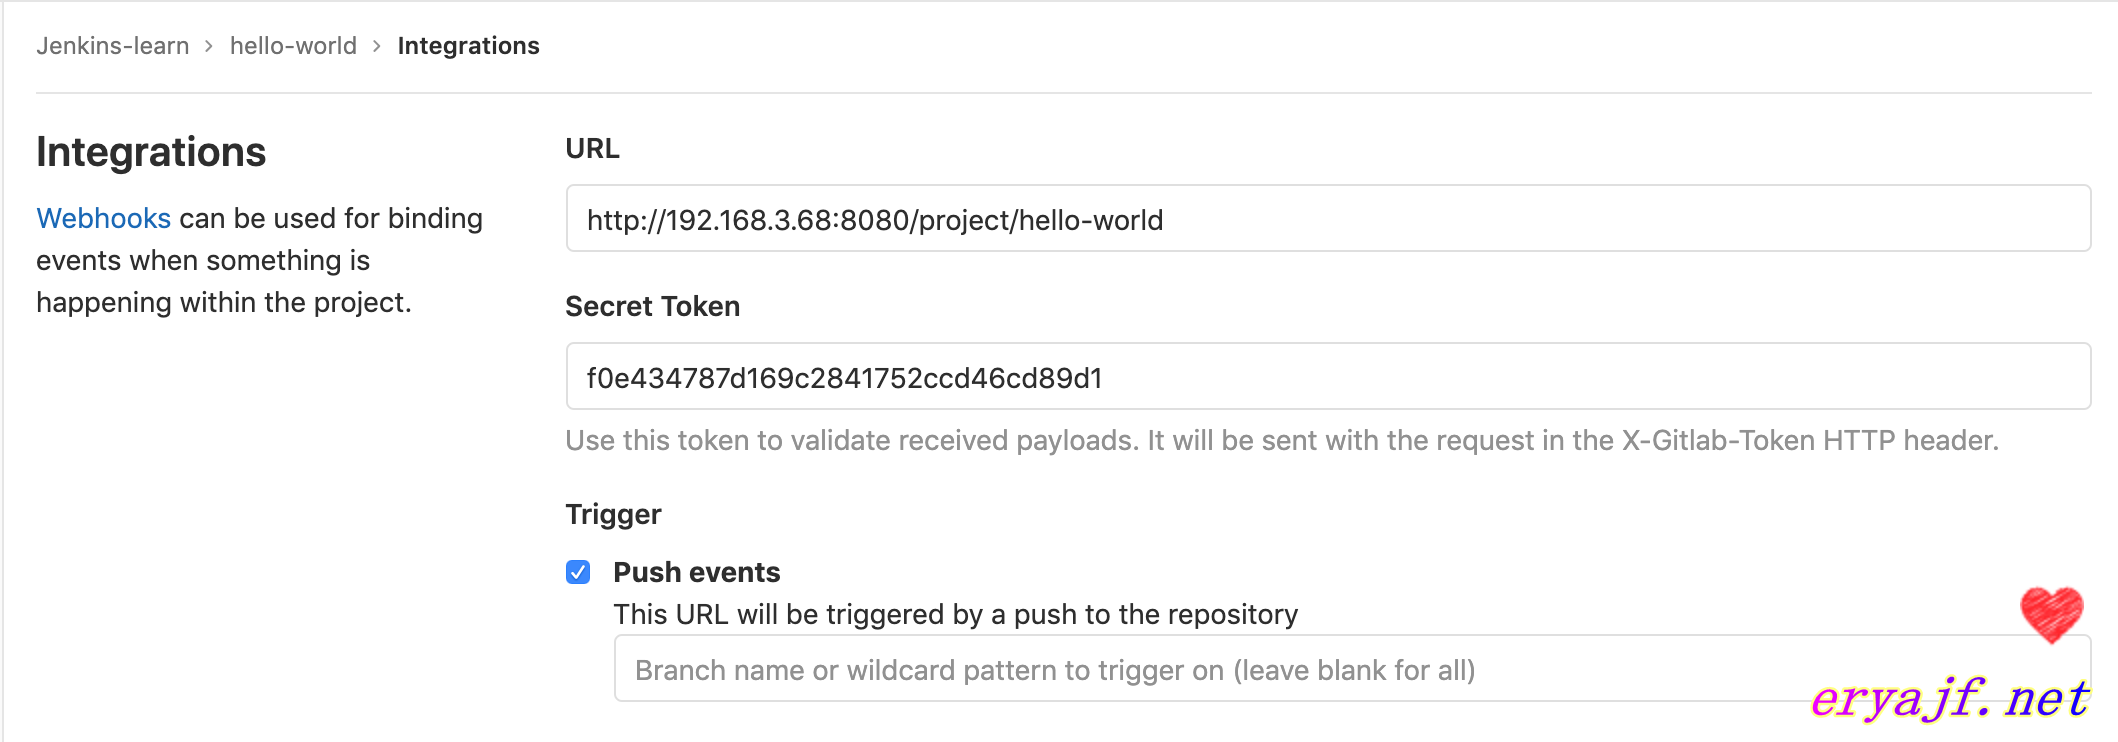 Jenkins-learn > hello-world > Integrations
Integrations
Webhooks can be used for binding
events when something is
happening within the project.
URL
http://192.168.3.68:8080/project/hello-world
Secret Token
f0e434787d169c2841752ccd46cd89d1
Use this token to validate received payloads. It will be sent with the request in the X-Gitlab-Token HTTP header.
Trigger
Push events
This URL will be triggered by a push to the repository
Branch name or wildcard pattern to trigger on (leave blank for all)
eryajf.net